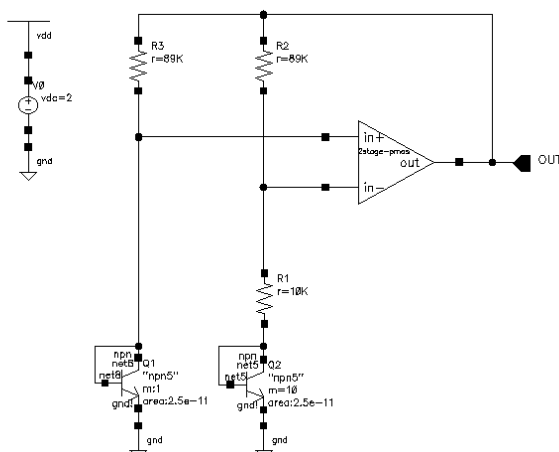 vdd
V0
vdc=2
gnd
R3
r=89K
R2
r=89K
in+
2stage-pmos
out
in-
OUT
R1
r=10K
npn
net8
net8
Q1
"npn5"
m:1
area:2.5e-11
gnd!
gnd
npn
net5
net5
Q2
"npn5"
m=10
area:2.5e-11
gnd!
gnd